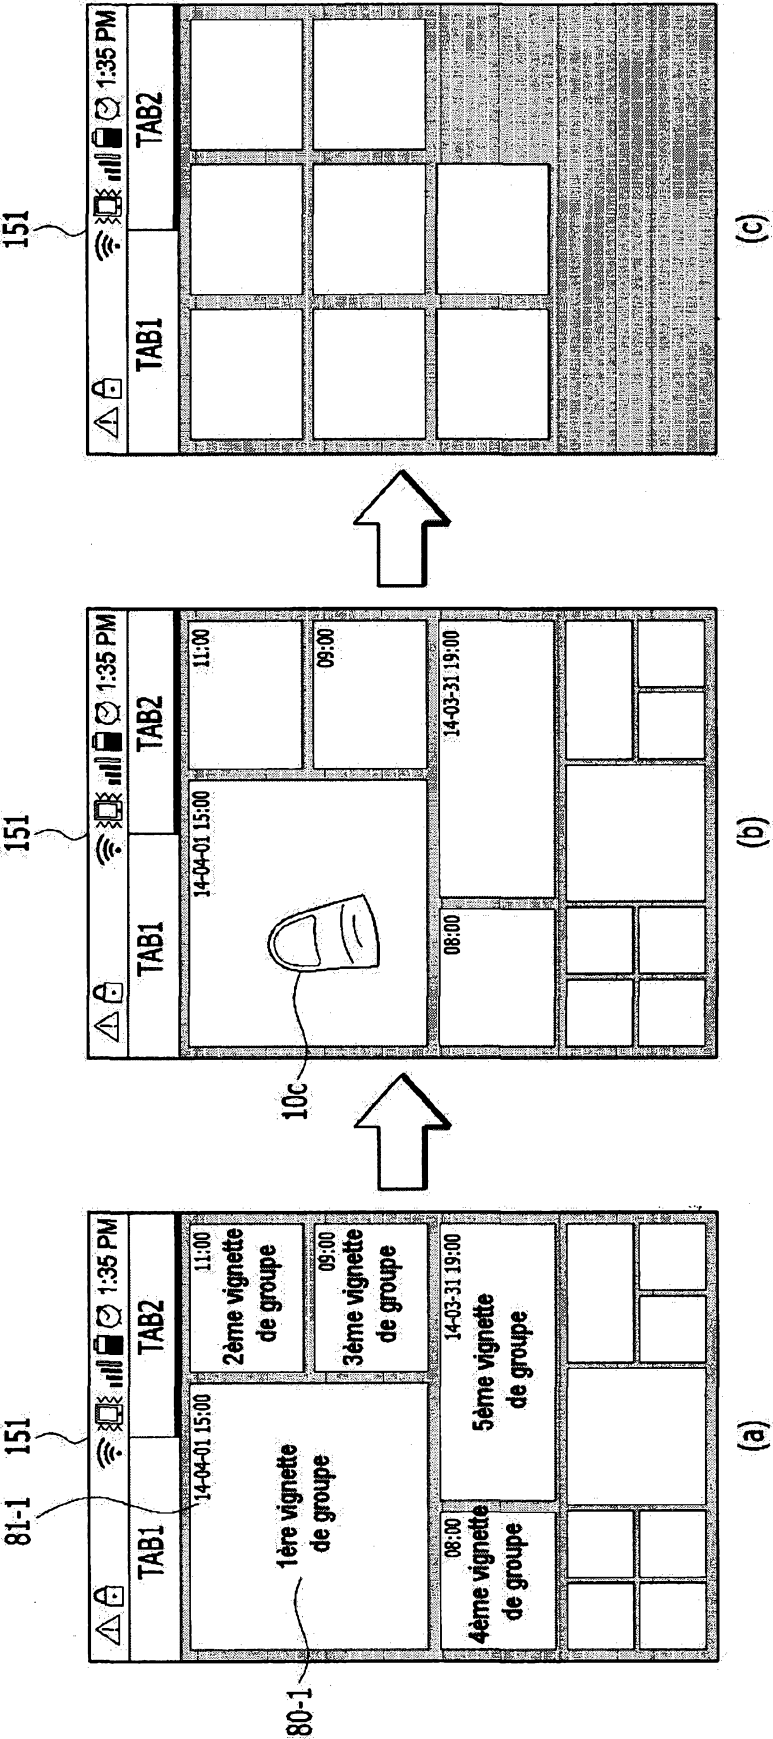 151
1:35 PM
TAB1
TAB2
81-1
14-04-01 15:00
1ère vignette
de groupe
80-1
11:00
2ème vignette
de groupe
09:00
3ème vignette
de groupe
08:00
4ème vignette
de groupe
14-03-31 19:00
5ème vignette
de groupe
(a)
151
1:35 PM
TAB1
TAB2
14-04-01 15:00
11:00
09:00
10c
08:00
14-03-31 19:00
(b)
151
1:35 PM
TAB1
TAB2
(c)